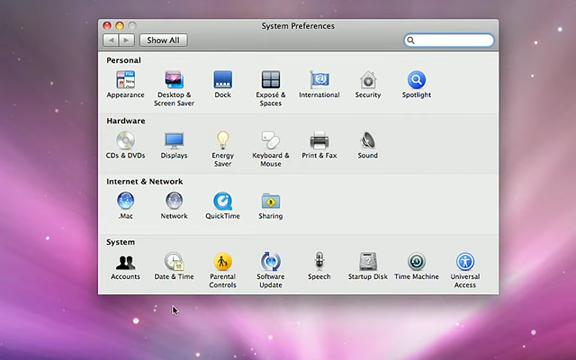 System Preferences
Show All
Personal
Appearance
Desktop & Screen Saver
Dock
Exposé & Spaces
International
Security
Spotlight
Hardware
CDs & DVDs
Displays
Energy Saver
Keyboard & Mouse
Print & Fax
Sound
Internet & Network
.Mac
Network
QuickTime
Sharing
System
Accounts
Date & Time
Parental Controls
Software Update
Speech
Startup Disk
Time Machine
Universal Access